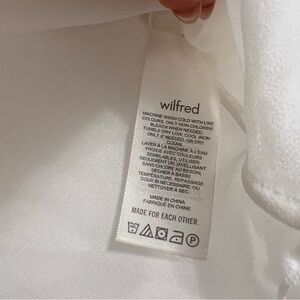 wilfred
MACHINE WASH COLD WITH LIKE
COLOURS, ONLY NON-CHLORINE
BLEACH WHEN NEEDED,
TUMBLE DRY LOW, COOL IRON
ONLY IF NEEDED, OR DRY
CLEAN.
LAVER À LA MACHINE À L'EAU
FROIDE AVEC COULEURS
SEMBLABLES, UTILISER
SEULEMENT UN JAVELLISANT
SANS CHLORE AU BESOIN,
SÉCHER À BASSE
TEMPÉRATURE, REPASSAGE
DOUX SI NÉCESSAIRE, OU
NETTOYER À SEC.
MADE IN CHINA
FABRIQUÉ EN CHINE
MADE FOR EACH OTHER.
P